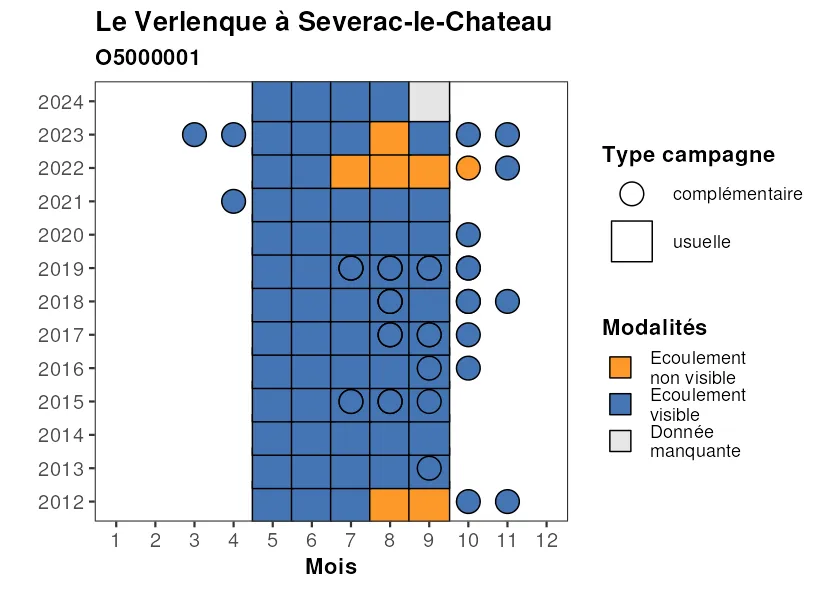 Le Verlenque à Severac-le-Chateau
O5000001
2024
2023
2022
2021
2020
2019
2018
2017
2016
2015
2014
2013
2012
1 2 3 4 5 6 7 8 9 10 11 12
Mois
Type campagne
complémentaire
usuelle
Modalités
Ecoulement
non visible
Ecoulement
visible
Donnée
manquante